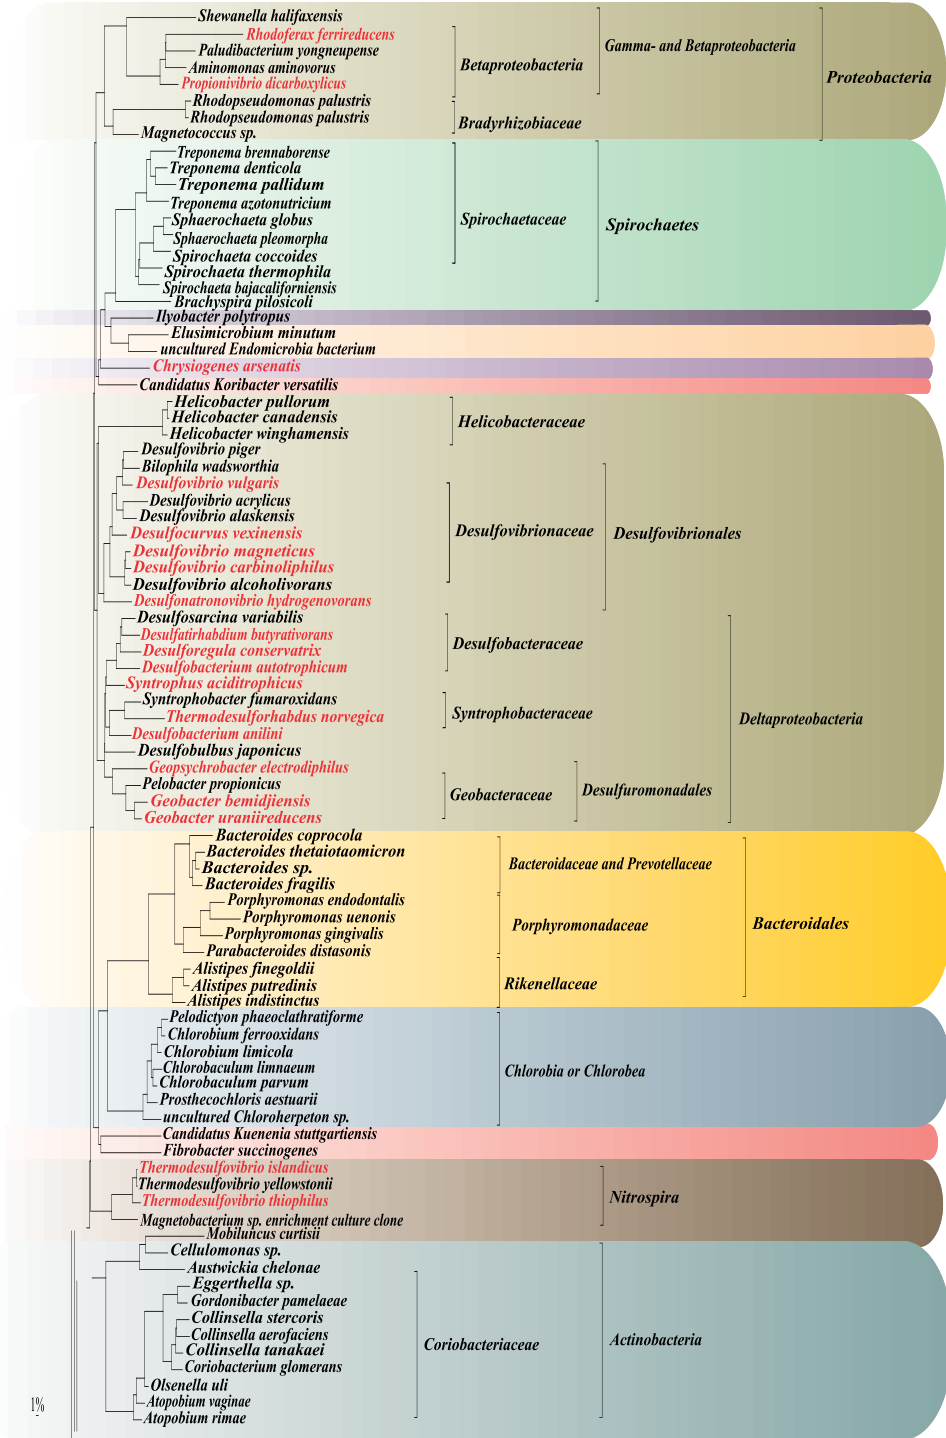 Shewanella halifaxensis
Rhodoferax ferrireducens
Gamma- and Betaproteobacteria
Paludibacterium yongneupense
Betaproteobacteria
Aminomonas aminovorus
Proteobacteria
Propionivibrio dicarboxylicus
Rhodopseudomonas palustris
Rhodopseudomonas palustris
Bradyrhizobiaceae
Magnetococcus sp.
Treponema brennaborense
Treponema denticola
Treponema pallidum
Treponema azotonutricium
Sphaerochaeta globus
Spirochaetaceae
Spirochaetes
Sphaerochaeta pleomorpha
Spirochaeta coccoides
Spirochaeta thermophila
Spirochaeta bajacaliforniensis
Brachyspira pilosicoli
Ilyobacter polytropus
Elusimicrobium minutum
uncultured Endomicrobia bacterium
Chrysiogenes arsenatis
Candidatus Koribacter versatilis
Helicobacter pullorum
Helicobacter canadensis
Helicobacteraceae
Helicobacter winghamensis
Desulfovibrio piger
Bilophila wadsworthia
Desulfovibrio vulgaris
Desulfovibrio acrylicus
Desulfovibrio alaskensis
Desulfovibrionaceae
Desulfovibrionales
Desulfocurvus vexinensis
Desulfovibrio magneticus
Desulfovibrio carbinoliphilus
Desulfovibrio alcoholivorans
Desulfonatronovibrio hydrogenovorans
Desulfosarcina variabilis
Desulfatirhabdium butyrativorans
Desulfobacteraceae
Desulforegula conservatrix
Desulfobacterium autotrophicum
Syntrophus aciditrophicus
Syntrophobacter fumaroxidans
Syntrophobacteraceae
Thermodesulforhabdus norvegica
Deltaproteobacteria
Desulfobacterium anilini
Desulfobulbus japonicus
Geopsychrobacter electrodiphilus
Pelobacter propionicus
Geobacteraceae
Desulfuromonadales
Geobacter bemidjiensis
Geobacter uraniireducens
Bacteroides coprocola
Bacteroides thetaiotaomicron
Bacteroidaceae and Prevotellaceae
Bacteroides sp.
Bacteroides fragilis
Porphyromonas endodontalis
Porphyromonas uenonis
Porphyromonadaceae
Bacteroidales
Porphyromonas gingivalis
Parabacteroides distasonis
Alistipes finegoldii
Alistipes putredinis
Rikenellaceae
Alistipes indistinctus
Pelodictyon phaeoclathratiforme
Chlorobium ferrooxidans
Chlorobium limicola
Chlorobaculum limnaeum
Chlorobia or Chlorobea
Chlorobaculum parvum
Prosthecochloris aestuarii
uncultured Chloroherpeton sp.
Candidatus Kuenenia stuttgartiensis
Fibrobacter succinogenes
Thermodesulfovibrio islandicus
Thermodesulfovibrio yellowstonii
Nitrospira
Thermodesulfovibrio thiophilus
Magnetobacterium sp. enrichment culture clone
Mobiluncus curtisii
Cellulomonas sp.
Austwickia chelonae
Eggerthella sp.
Gordonibacter pamelaeae
Collinsella stercoris
Collinsella aerofaciens
Coriobacteriaceae
Actinobacteria
Collinsella tanakaei
Coriobacterium glomerans
Olsenella uli
Atopobium vaginae
1%
Atopobium rimae